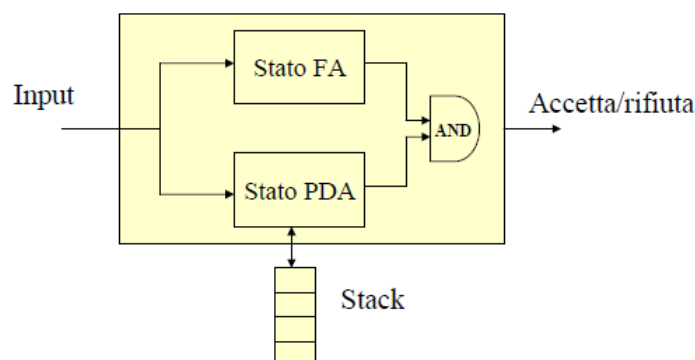 Stato FA
Input
Accetta/rifiuta
AND
Stato PDA
Stack